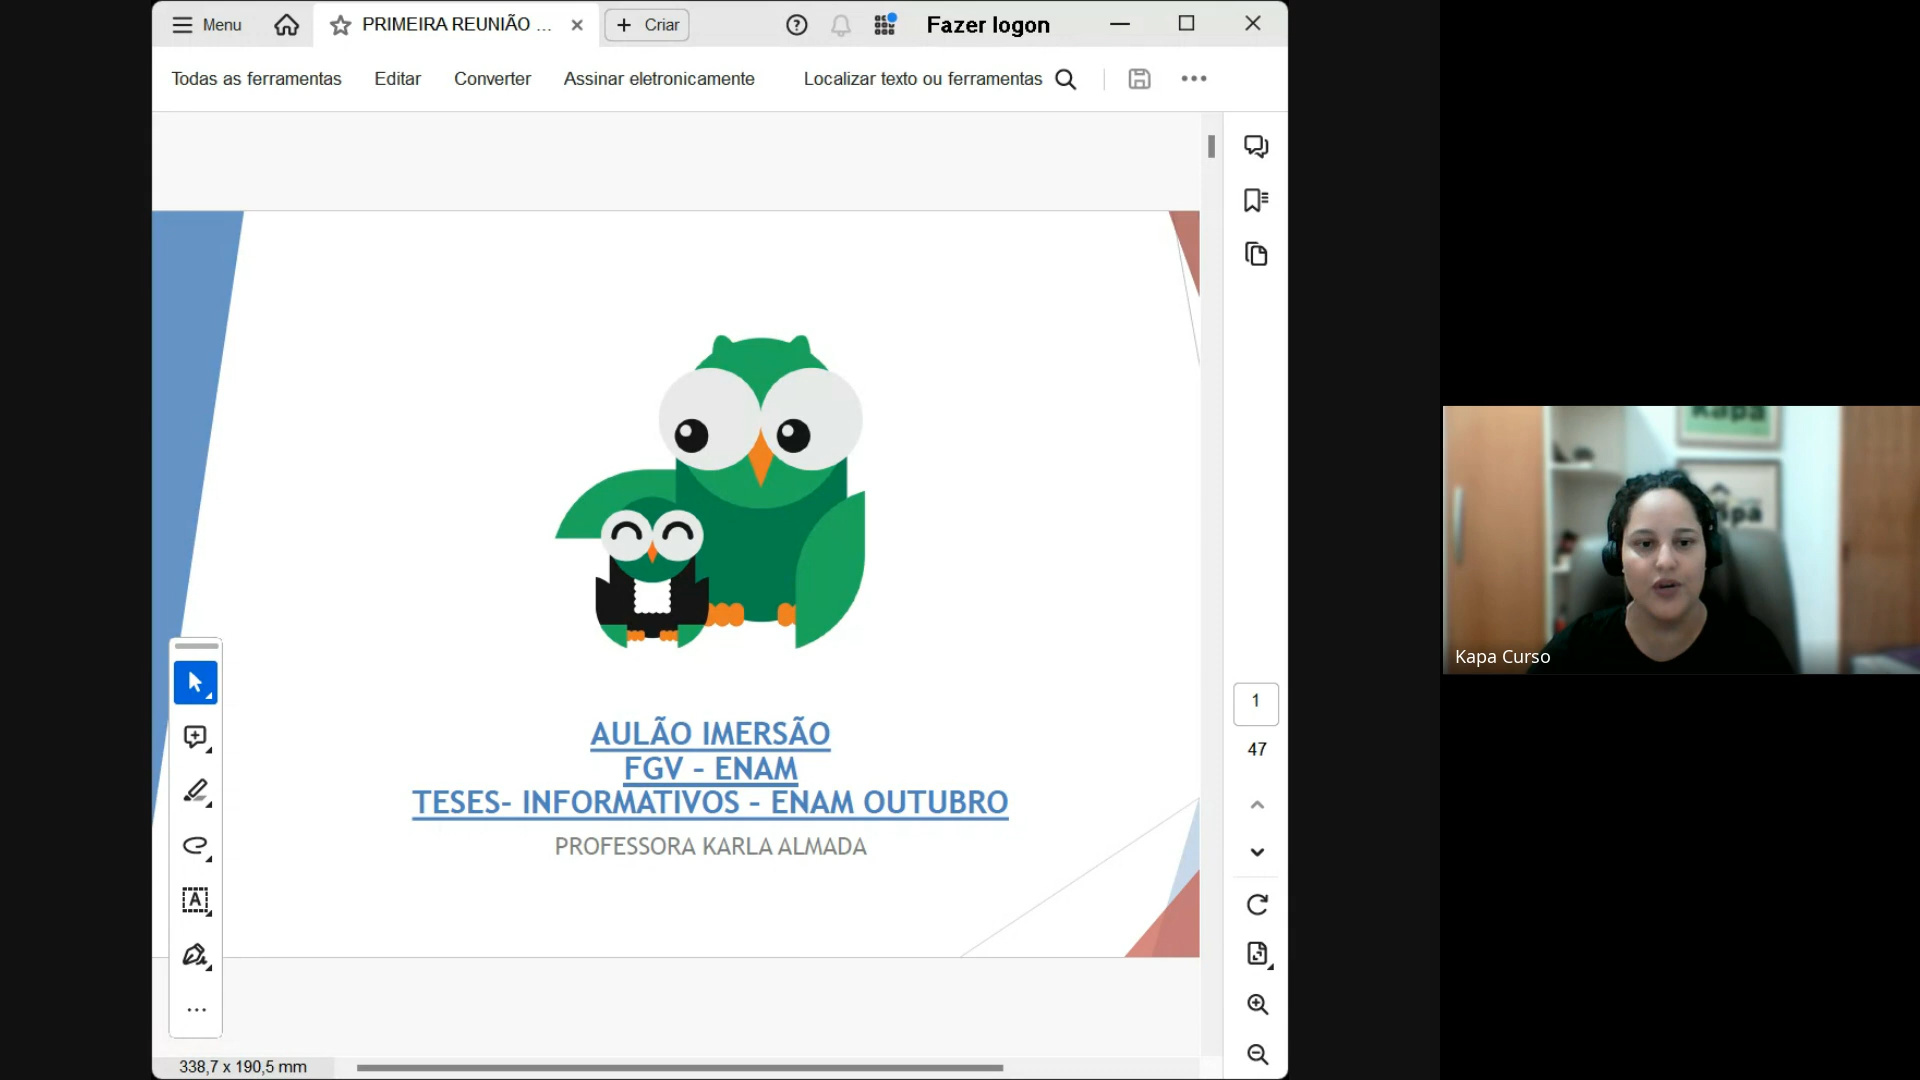 Menu
PRIMEIRA REUNIÃO ...
Criar
Fazer logon
Todas as ferramentas
Editar
Converter
Assinar eletronicamente
Localizar texto ou ferramentas
AULÃO IMERSÃO
FGV – ENAM
TESES- INFORMATIVOS – ENAM OUTUBRO
PROFESSORA KARLA ALMADA
1
47
338,7 x 190,5 mm
Kapa
Kapa Curso